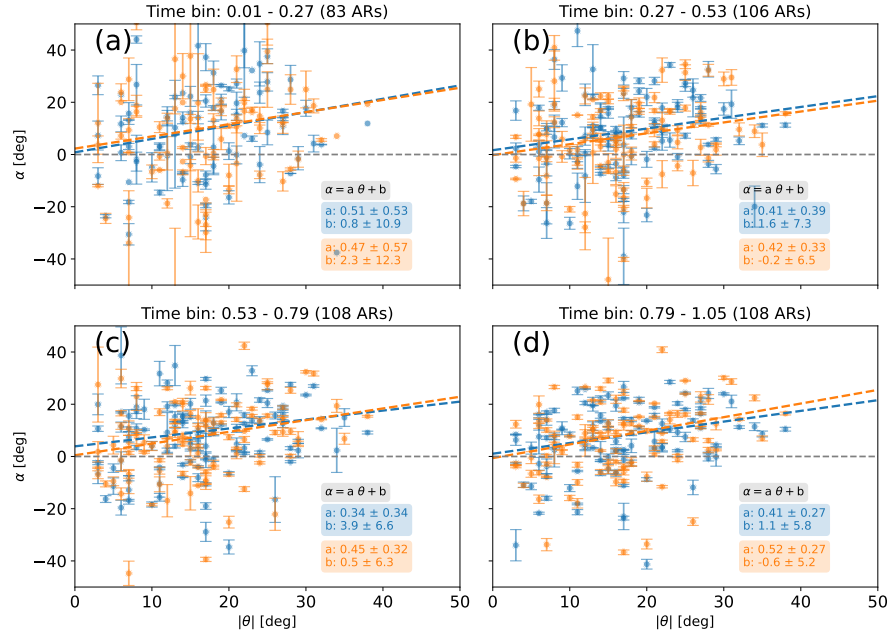 Time bin: 0.01 - 0.27 (83 ARs)
(a)
40
20
0
−20
−40
α [deg]
α = a θ + b
a: 0.51 ± 0.53
b: 0.8 ± 10.9
a: 0.47 ± 0.57
b: 2.3 ± 12.3
Time bin: 0.27 - 0.53 (106 ARs)
(b)
α = a θ + b
a: 0.41 ± 0.39
b: 1.6 ± 7.3
a: 0.42 ± 0.33
b: -0.2 ± 6.5
Time bin: 0.53 - 0.79 (108 ARs)
(c)
40
20
0
−20
−40
α [deg]
α = a θ + b
a: 0.34 ± 0.34
b: 3.9 ± 6.6
a: 0.45 ± 0.32
b: 0.5 ± 6.3
0 10 20 30 40 50
|θ| [deg]
Time bin: 0.79 - 1.05 (108 ARs)
(d)
α = a θ + b
a: 0.41 ± 0.27
b: 1.1 ± 5.8
a: 0.52 ± 0.27
b: -0.6 ± 5.2
0 10 20 30 40 50
|θ| [deg]